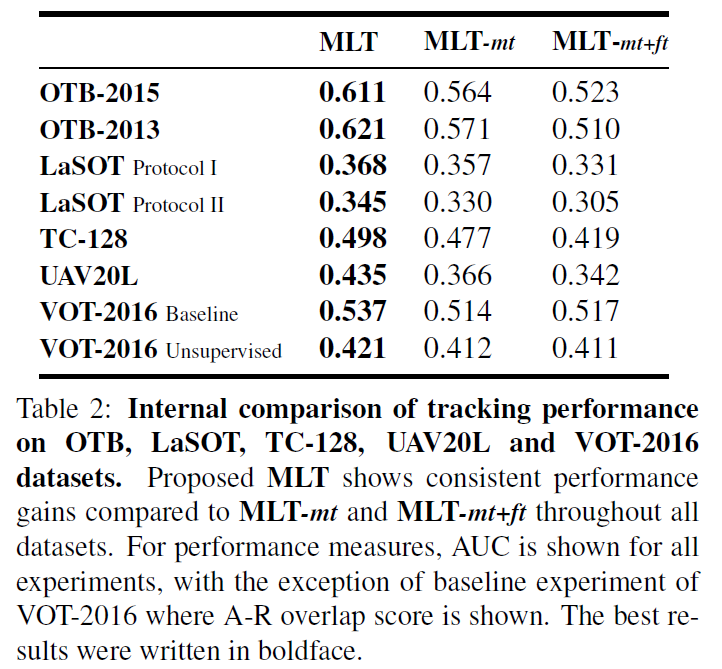 MLT MLT-mt MLT-mt+ft
OTB-2015 0.611 0.564 0.523
OTB-2013 0.621 0.571 0.510
LaSOT Protocol I 0.368 0.357 0.331
LaSOT Protocol II 0.345 0.330 0.305
TC-128 0.498 0.477 0.419
UAV20L 0.435 0.366 0.342
VOT-2016 Baseline 0.537 0.514 0.517
VOT-2016 Unsupervised 0.421 0.412 0.411
Table 2: Internal comparison of tracking performance
on OTB, LaSOT, TC-128, UAV20L and VOT-2016
datasets. Proposed MLT shows consistent performance
gains compared to MLT-mt and MLT-mt+ft throughout all
datasets. For performance measures, AUC is shown for all
experiments, with the exception of baseline experiment of
VOT-2016 where A-R overlap score is shown. The best re-
sults were written in boldface.